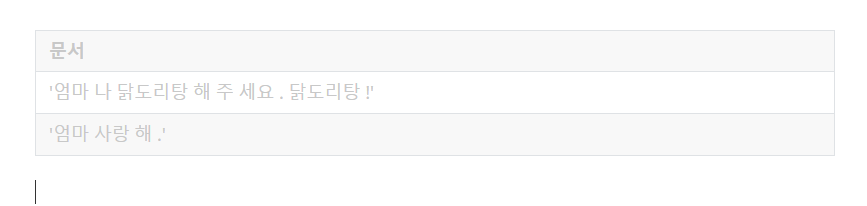 문서
'엄마 나 닭도리탕 해 주 세요 . 닭도리탕 !'
'엄마 사랑 해 .'